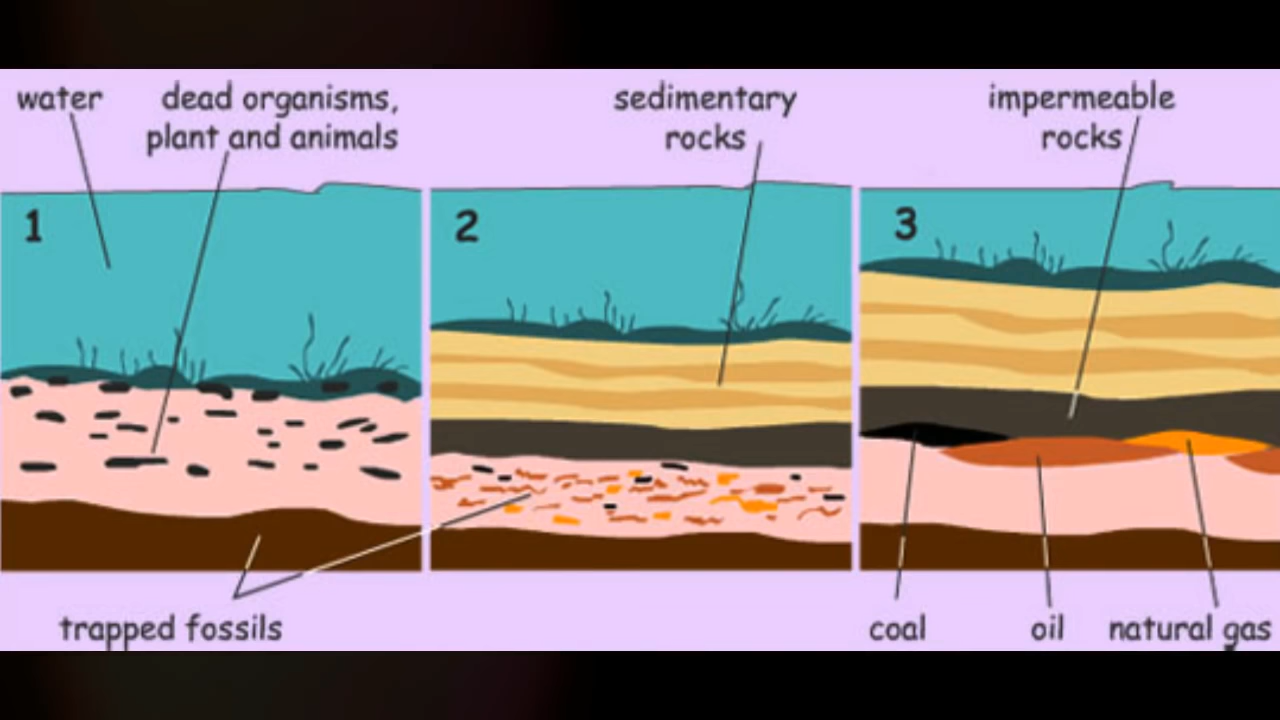 water
dead organisms,
plant and animals
sedimentary
rocks
impermeable
rocks
1
2
3
trapped fossils
coal
oil
natural gas